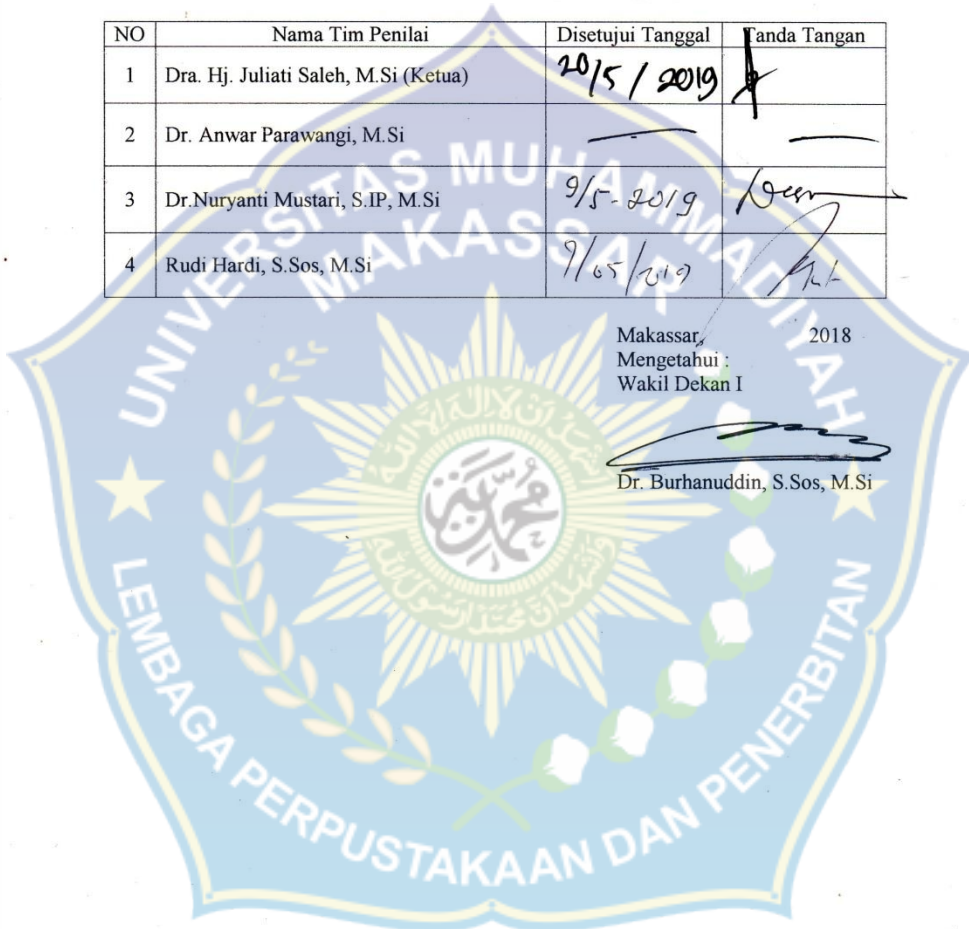 NO Nama Tim Penilai Disetujui Tanggal Tanda Tangan
1 Dra. Hj. Juliati Saleh, M.Si (Ketua) 20/5 / 2019
2 Dr. Anwar Parawangi, M.Si
3 Dr.Nuryanti Mustari, S.IP, M.Si 9/5-2019
4 Rudi Hardi, S.Sos, M.Si 9/05/2019
Makassar, 2018
Mengetahui :
Wakil Dekan I
Dr. Burhanuddin, S.Sos, M.Si
UNIVERSITAS MUHAMMADIYAH
MAKASSAR
LEMBAGA PERPUSTAKAAN DAN PENERBITAN